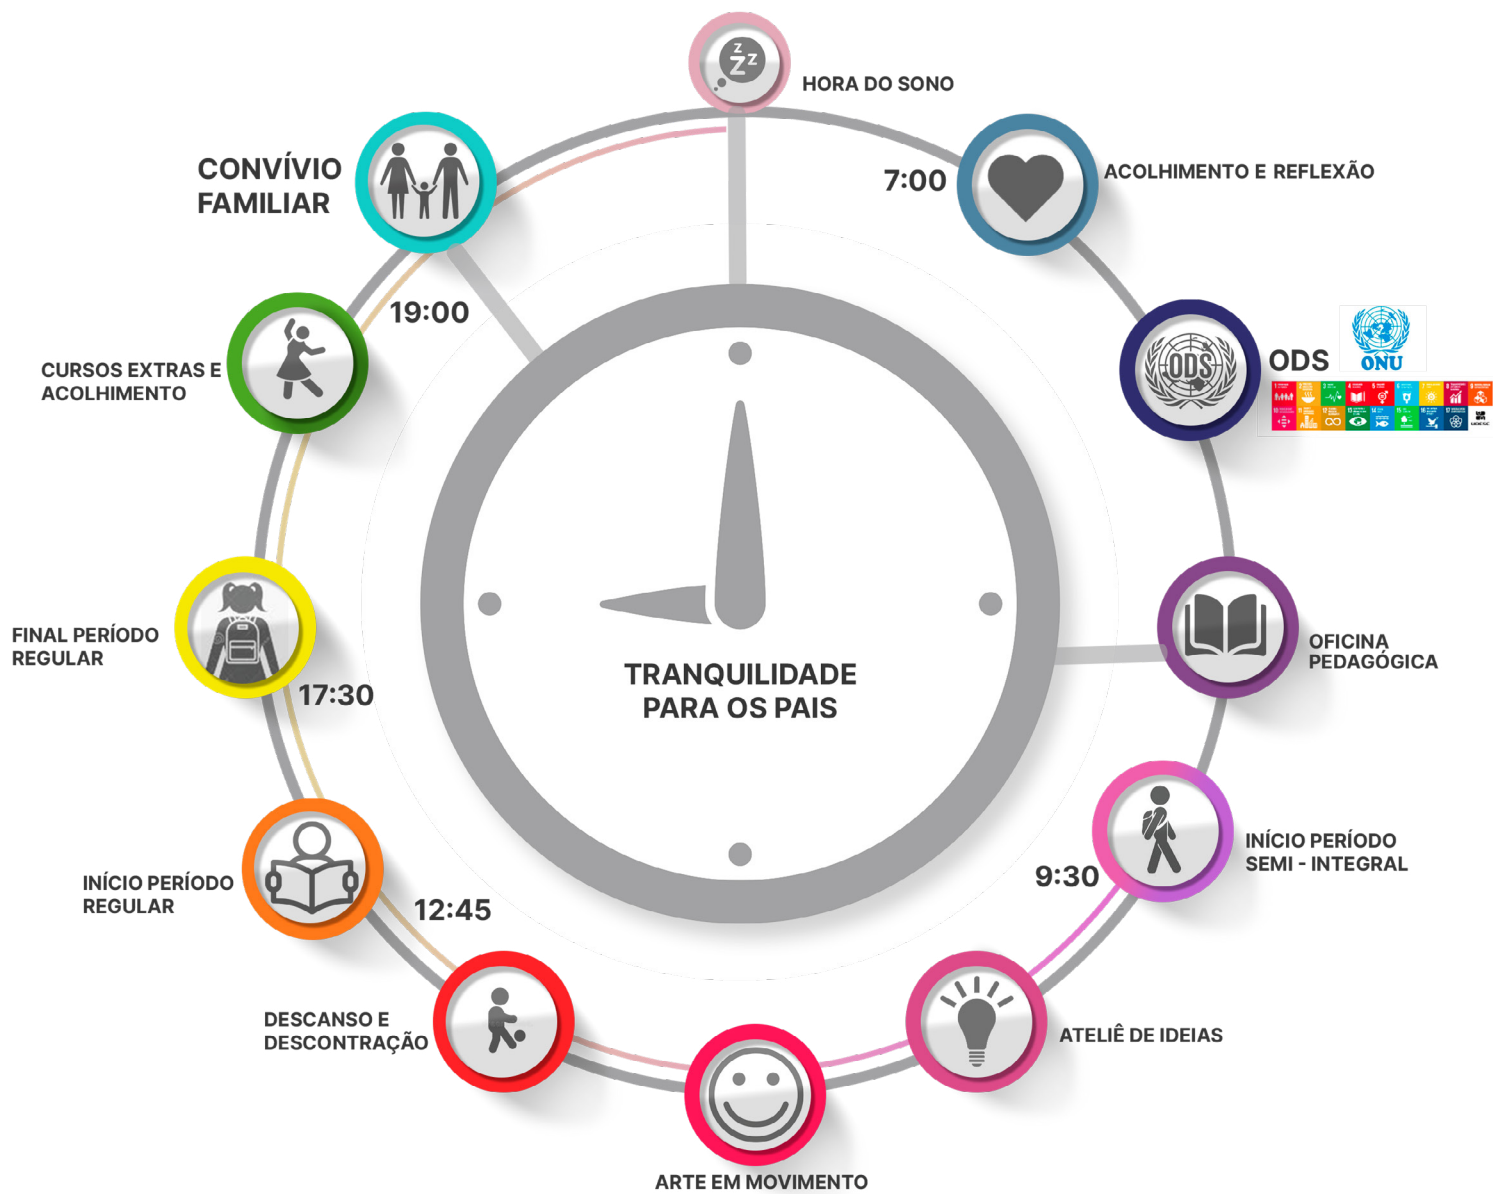 HORA DO SONO
7:00
ACOLHIMENTO E REFLEXÃO
ODS
ODS
ONU
OFICINA
PEDAGÓGICA
INÍCIO PERÍODO
SEMI - INTEGRAL
9:30
ATELIÊ DE IDEIAS
ARTE EM MOVIMENTO
DESCANSO E
DESCONTRAÇÃO
12:45
INÍCIO PERÍODO
REGULAR
17:30
FINAL PERÍODO
REGULAR
CURSOS EXTRAS E
ACOLHIMENTO
19:00
CONVÍVIO
FAMILIAR
z
Z z
TRANQUILIDADE
PARA OS PAIS